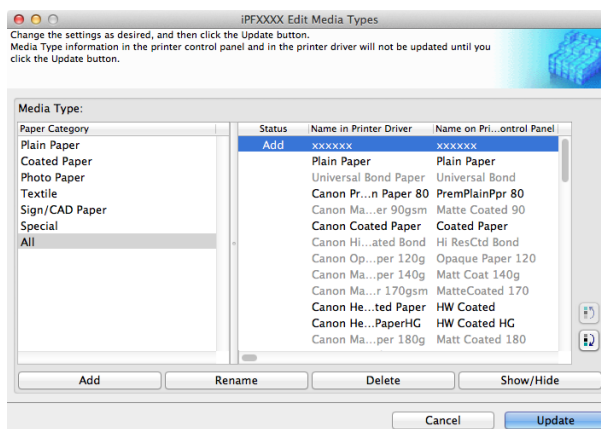 iPFXXXX Edit Media Types
Change the settings as desired, and then click the Update button.
Media Type information in the printer control panel and in the printer driver will not be updated until you
click the Update button.
Media Type:
Paper Category Status Name in Printer Driver Name on Pri...ontrol Panel
Plain Paper Add xxxxxx xxxxxx
Coated Paper Plain Paper Plain Paper
Photo Paper Universal Bond Paper Universal Bond
Textile Canon Pr...n Paper 80 PremPlainPpr 80
Sign/CAD Paper Canon Ma...er 90gsm Matte Coated 90
Special Canon Coated Paper Coated Paper
All Canon Hi...ated Bond Hi ResCtd Bond
Canon Op...per 120g Opaque Paper 120
Canon Ma...per 140g Matt Coat 140g
Canon Ma...r 170gsm MatteCoated 170
Canon He...ted Paper HW Coated
Canon He...PaperHG HW Coated HG
Canon Ma...per 180g Matt Coated 180
Add Rename Delete Show/Hide
Cancel Update